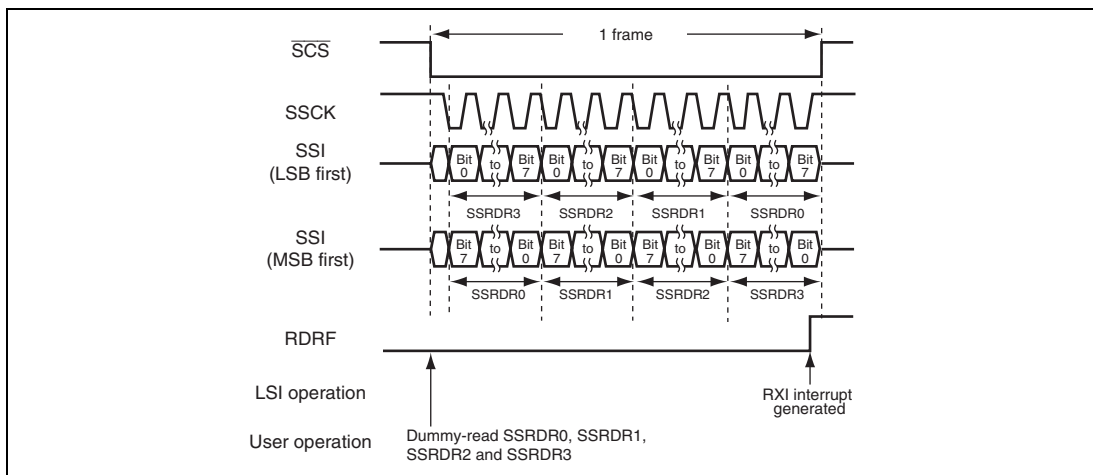 1 frame
SCS
SSCK
SSI
(LSB first)
Bit 0 to Bit 7 Bit 0 to Bit 7 Bit 0 to Bit 7 Bit 0 to Bit 7
SSRDR3 SSRDR2 SSRDR1 SSRDR0
SSI
(MSB first)
Bit 7 to Bit 0 Bit 7 to Bit 0 Bit 7 to Bit 0 Bit 7 to Bit 0
SSRDR0 SSRDR1 SSRDR2 SSRDR3
RDRF
LSI operation
RXI interrupt
generated
User operation
Dummy-read SSRDR0, SSRDR1,
SSRDR2 and SSRDR3